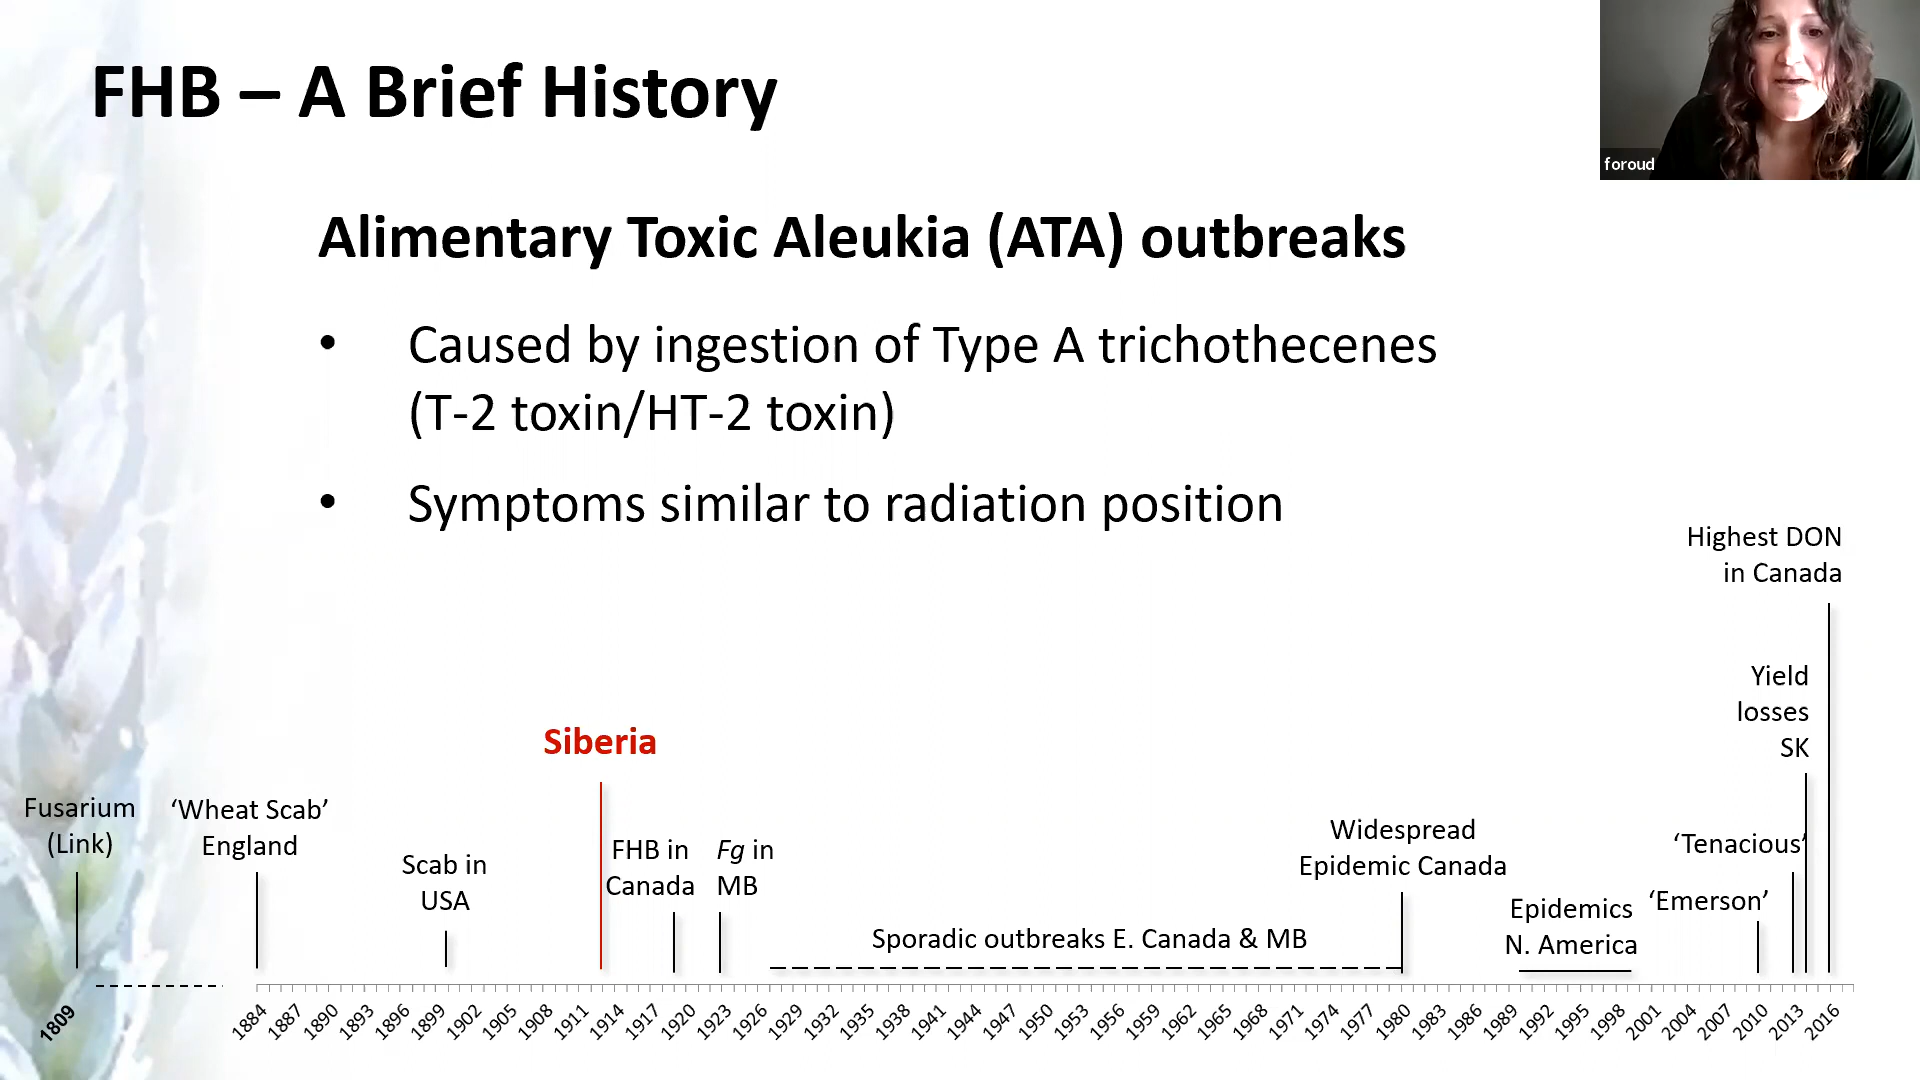 FHB – A Brief History
foroud
Alimentary Toxic Aleukia (ATA) outbreaks
• Caused by ingestion of Type A trichothecenes
(T-2 toxin/HT-2 toxin)
• Symptoms similar to radiation position
Highest DON
in Canada
Yield
losses
SK
Siberia
Fusarium
(Link)
‘Wheat Scab’
England
Scab in
USA
FHB in
Canada
Fg in
MB
Sporadic outbreaks E. Canada & MB
Widespread
Epidemic Canada
Epidemics
N. America
‘Tenacious’
‘Emerson’
1809 1884 1887 1890 1893 1896 1899 1902 1905 1908 1911 1914 1917 1920 1923 1926 1929 1932 1935 1938 1941 1944 1947 1950 1953 1956 1959 1962 1965 1968 1971 1974 1977 1980 1983 1986 1989 1992 1995 1998 2001 2004 2007 2010 2013 2016